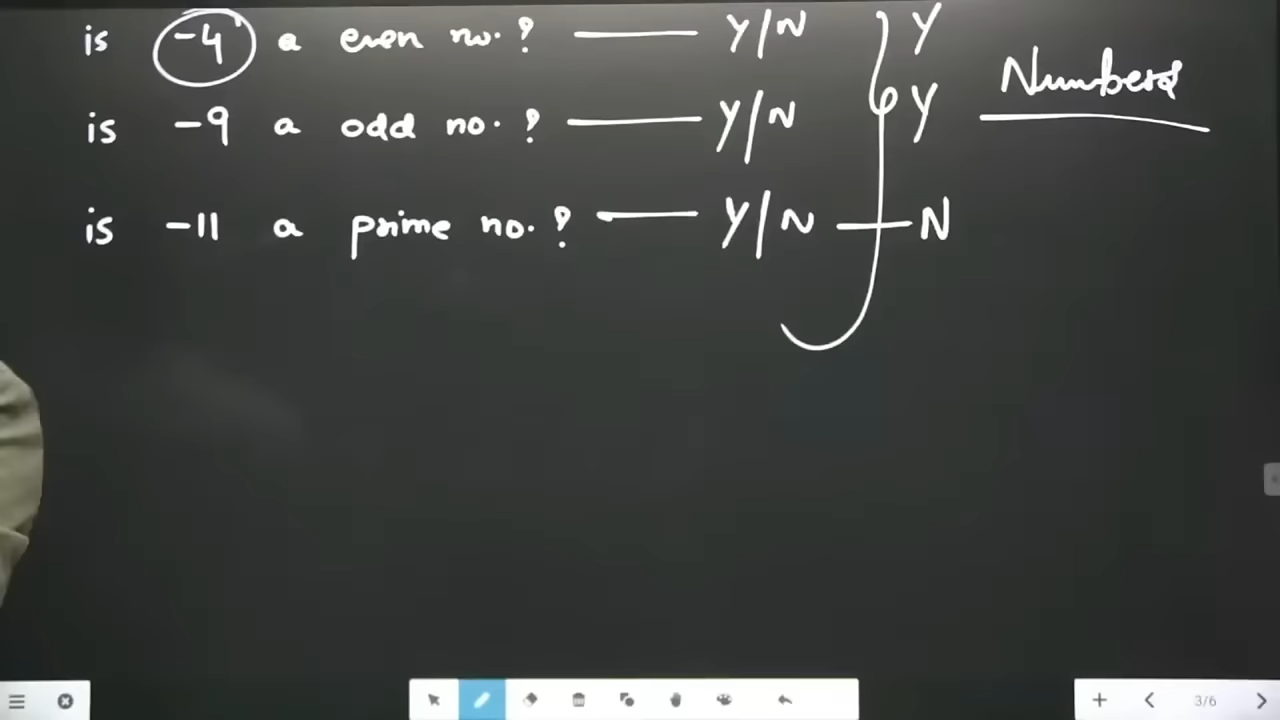 is -4 a even no. ? — Y/N Y
is -9 a odd no. ? — Y/N Y
is -11 a prime no. ? — Y/N — N
Numbers
3/6